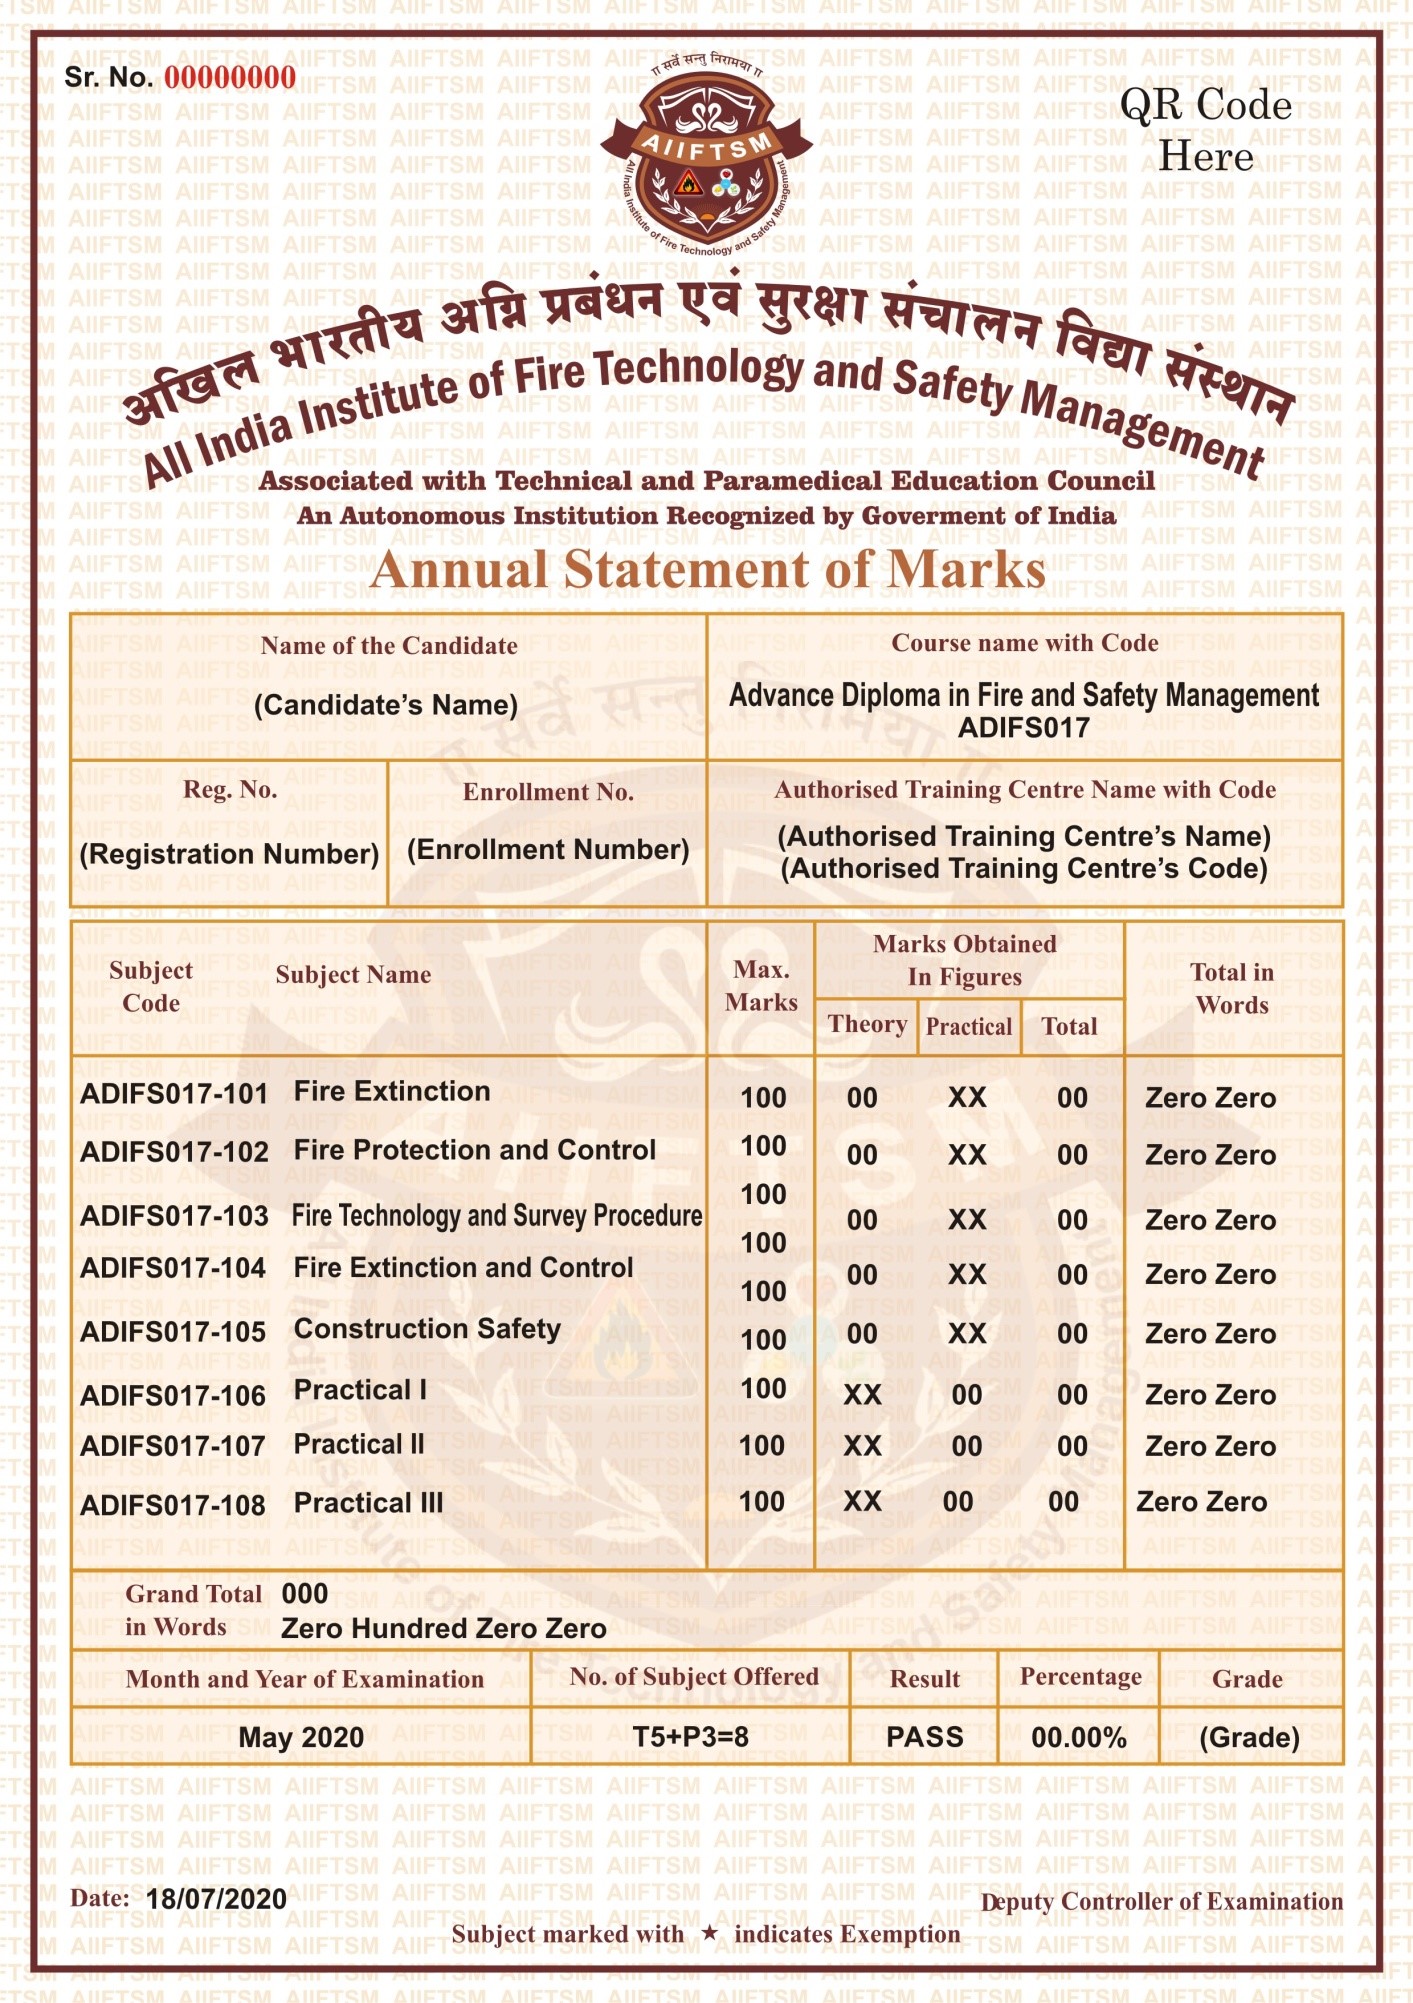 Sr. No. 00000000
॥ सर्वे सन्तु निरामया ॥
AIIFTSM
All India Institute of Fire Technology and Safety Management
QR Code
Here
अखिल भारतीय अग्नि प्रबंधन एवं सुरक्षा संचालन विद्या संस्थान
All India Institute of Fire Technology and Safety Management
Associated with Technical and Paramedical Education Council
An Autonomous Institution Recognized by Goverment of India
Annual Statement of Marks
Name of the Candidate
(Candidate’s Name)
Course name with Code
Advance Diploma in Fire and Safety Management
ADIFS017
Reg. No.
(Registration Number)
Enrollment No.
(Enrollment Number)
Authorised Training Centre Name with Code
(Authorised Training Centre’s Name)
(Authorised Training Centre’s Code)
Subject Code Subject Name Max. Marks Marks Obtained In Figures Total in Words
Theory Practical Total
ADIFS017-101 Fire Extinction 100 00 XX 00 Zero Zero
ADIFS017-102 Fire Protection and Control 100 00 XX 00 Zero Zero
100
ADIFS017-103 Fire Technology and Survey Procedure 00 XX 00 Zero Zero
100
ADIFS017-104 Fire Extinction and Control 00 XX 00 Zero Zero
100
ADIFS017-105 Construction Safety 100 00 XX 00 Zero Zero
ADIFS017-106 Practical I 100 XX 00 00 Zero Zero
ADIFS017-107 Practical II 100 XX 00 00 Zero Zero
ADIFS017-108 Practical III 100 XX 00 00 Zero Zero
Grand Total 000
in Words Zero Hundred Zero Zero
Month and Year of Examination No. of Subject Offered Result Percentage Grade
May 2020 T5+P3=8 PASS 00.00% (Grade)
Date: 18/07/2020
Deputy Controller of Examination
Subject marked with ★ indicates Exemption